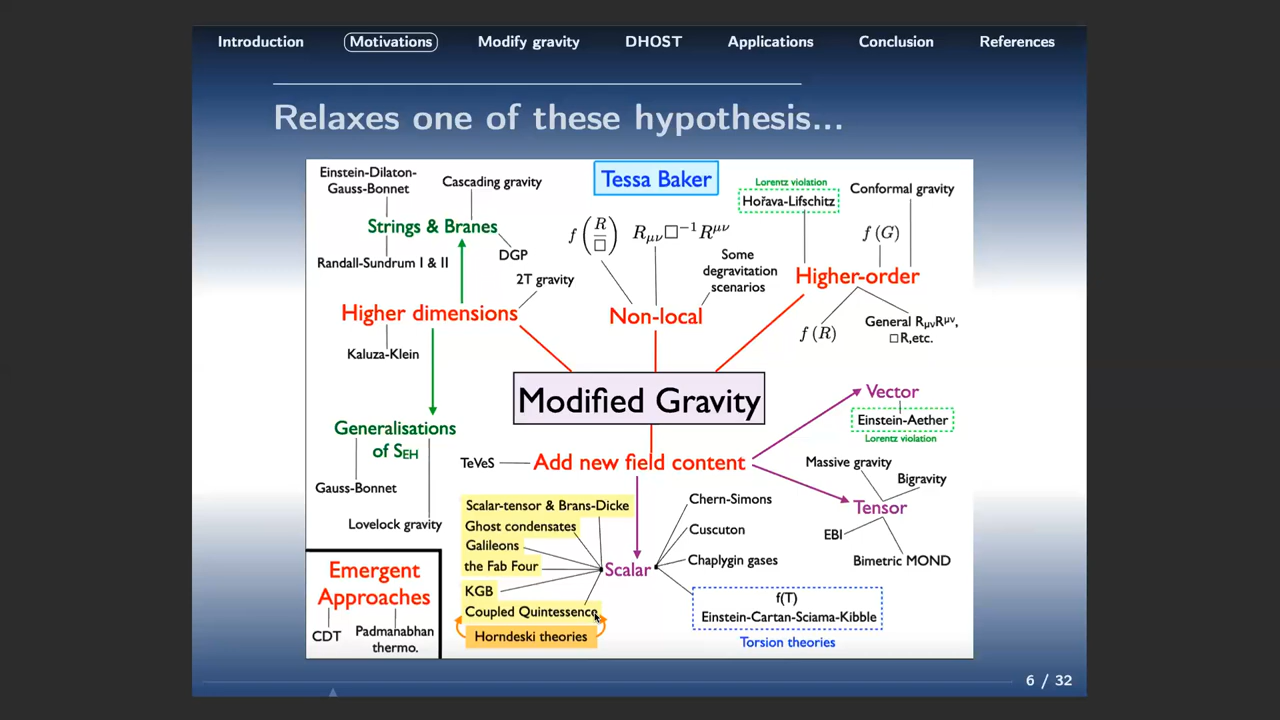 Introduction Motivations Modify gravity DHOST Applications Conclusion References
Relaxes one of these hypothesis...
Einstein-Dilaton-
Gauss-Bonnet
Cascading gravity
Strings & Branes
Randall-Sundrum I & II
DGP
2T gravity
Higher dimensions
Kaluza-Klein
Generalisations
of S_EH
Gauss-Bonnet
Lovelock gravity
Emergent
Approaches
CDT
Padmanabhan
thermo.
Tessa Baker
f(R/□)
R_μν□⁻¹R^μν
Some
degravitation
scenarios
Non-local
Lorentz violation
Hořava-Lifschitz
Conformal gravity
f(G)
Higher-order
f(R)
General R_μνR^μν,
□R,etc.
Modified Gravity
TeVeS
Add new field content
Vector
Einstein-Aether
Lorentz violation
Massive gravity
Bigravity
Tensor
EBI
Bimetric MOND
Scalar-tensor & Brans-Dicke
Ghost condensates
Galileons
the Fab Four
KGB
Coupled Quintessence
Horndeski theories
Scalar
Chern-Simons
Cuscuton
Chaplygin gases
f(T)
Einstein-Cartan-Sciama-Kibble
Torsion theories
6 / 32